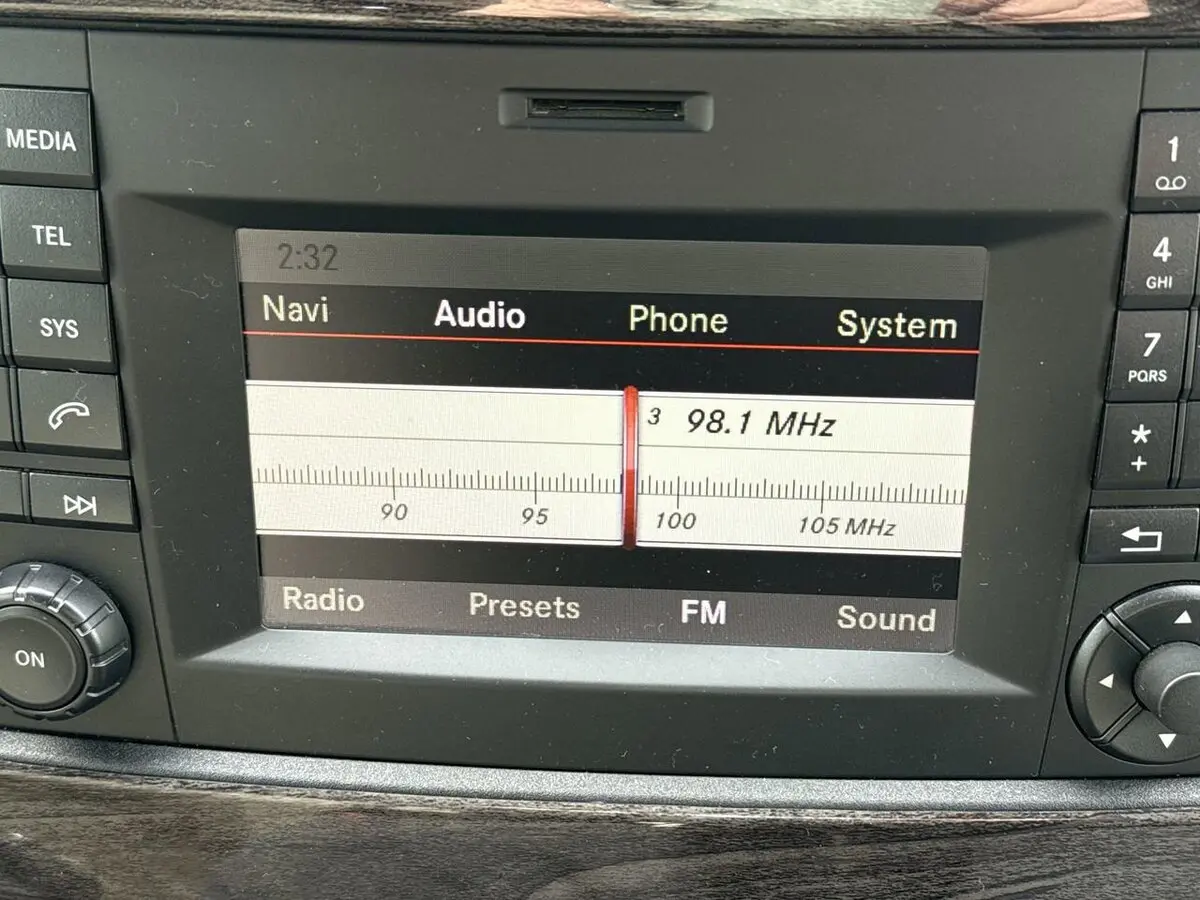 MEDIA
TEL
SYS
ON
2:32
Navi Audio Phone System
3 98.1 MHz
90 95 100 105 MHz
Radio Presets FM Sound
1
4
GHI
7
PQRS
*
+